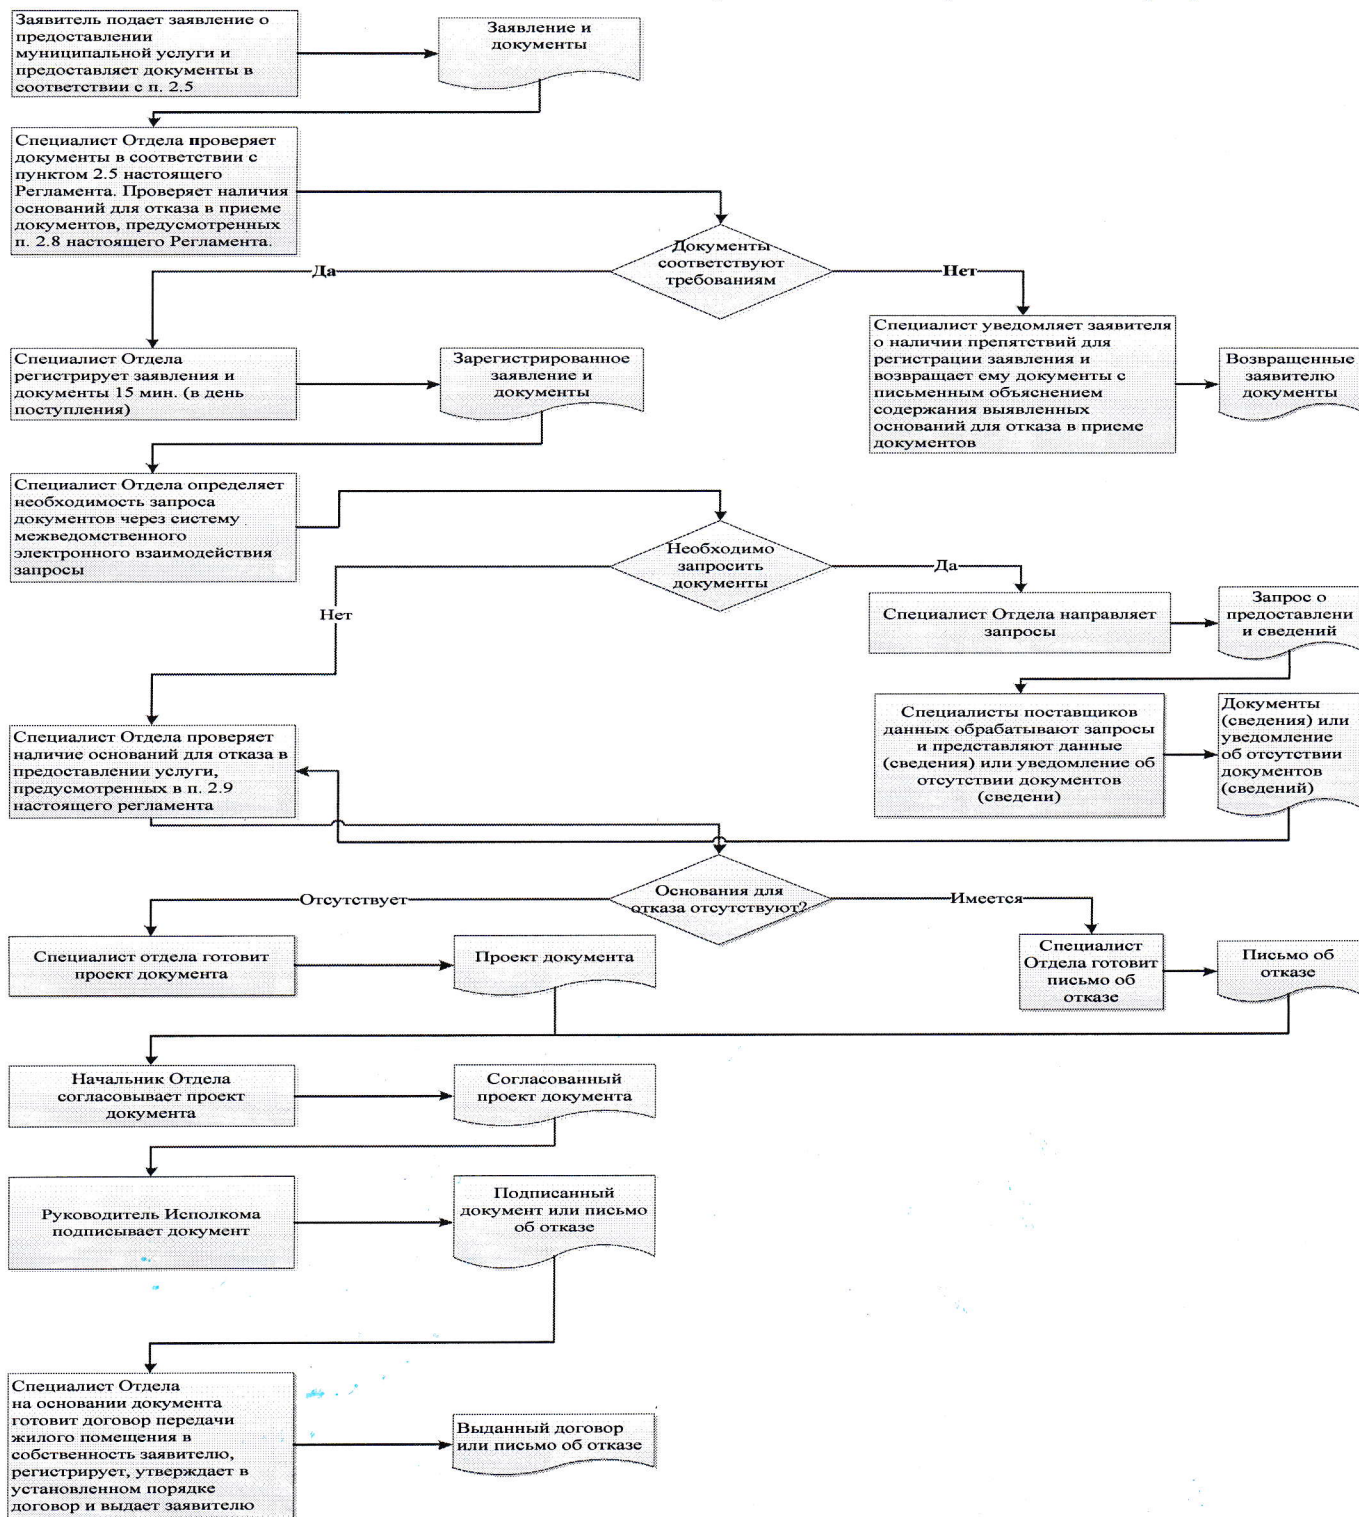 Заявитель подает заявление о
предоставлении
муниципальной услуги и
предоставляет документы в
соответствии с п. 2.5
Заявление и
документы
Специалист Отдела проверяет
документы в соответствии с
пунктом 2.5 настоящего
Регламента. Проверяет наличия
оснований для отказа в приеме
документов, предусмотренных
п. 2.8 настоящего Регламента.
Документы
соответствуют
требованиям
Да
Нет
Специалист Отдела
регистрирует заявления и
документы 15 мин. (в день
поступления)
Зарегистрированное
заявление и
документы
Специалист уведомляет заявителя
о наличии препятствий для
регистрации заявления и
возвращает ему документы с
письменным объяснением
содержания выявленных
оснований для отказа в приеме
документов
Возвращенные
заявителю
документы
Специалист Отдела определяет
необходимость запроса
документов через систему
межведомственного
электронного взаимодействия
запросы
Необходимо
запросить
документы
Да
Нет
Специалист Отдела направляет
запросы
Запрос о
предоставлени
и сведений
Специалист Отдела проверяет
наличие оснований для отказа в
предоставлении услуги,
предусмотренных в п. 2.9
настоящего регламента
Специалисты поставщиков
данных обрабатывают запросы
и представляют данные
(сведения) или уведомление об
отсутствии документов
(сведени)
Документы
(сведения) или
уведомление
об отсутствии
документов
(сведений)
Основания для
отказа отсутствуют?
Отсутствует
Имеется
Специалист отдела готовит
проект документа
Проект документа
Специалист
Отдела готовит
письмо об
отказе
Письмо об
отказе
Начальник Отдела
согласовывает проект
документа
Согласованный
проект документа
Руководитель Исполкома
подписывает документ
Подписанный
документ или письмо
об отказе
Специалист Отдела
на основании документа
готовит договор передачи
жилого помещения в
собственность заявителю,
регистрирует, утверждает в
установленном порядке
договор и выдает заявителю
Выданный договор
или письмо об отказе